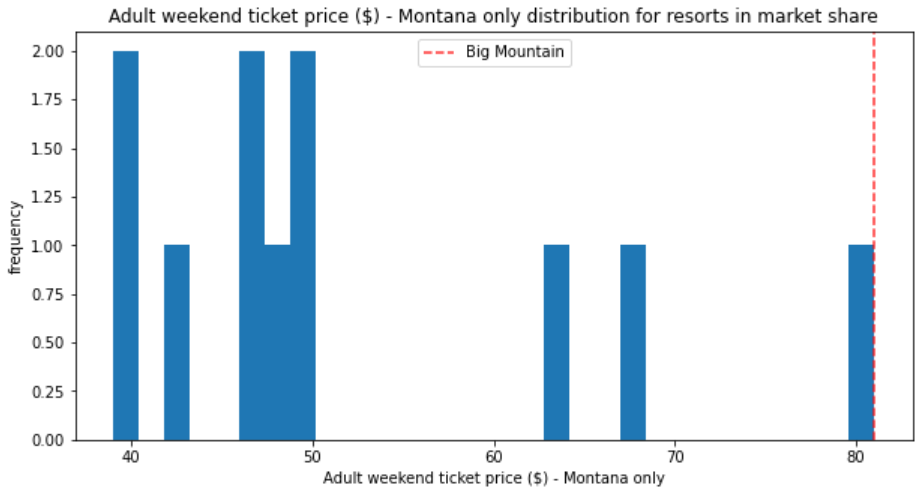 Adult weekend ticket price ($) - Montana only distribution for resorts in market share
Big Mountain
2.00
1.75
1.50
1.25
1.00
0.75
0.50
0.25
0.00
frequency
40 50 60 70 80
Adult weekend ticket price ($) - Montana only